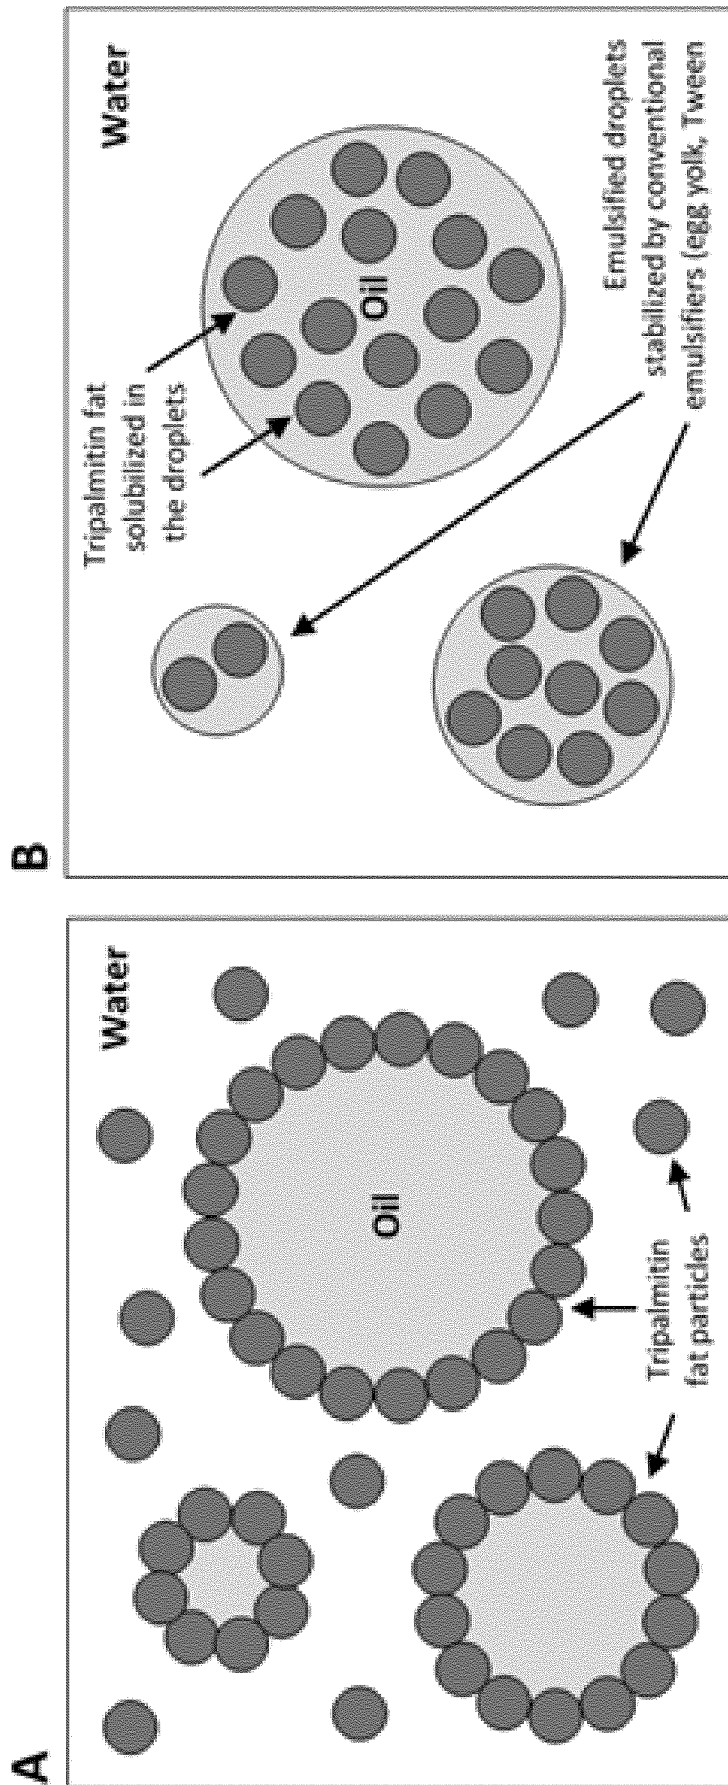 A
Water
Oil
Tripalmitin
fat particles
B
Water
Tripalmitin fat
solubilized in
the droplets
Oil
Emulsified droplets
stabilized by conventional
emulsifiers (egg yolk, Tween